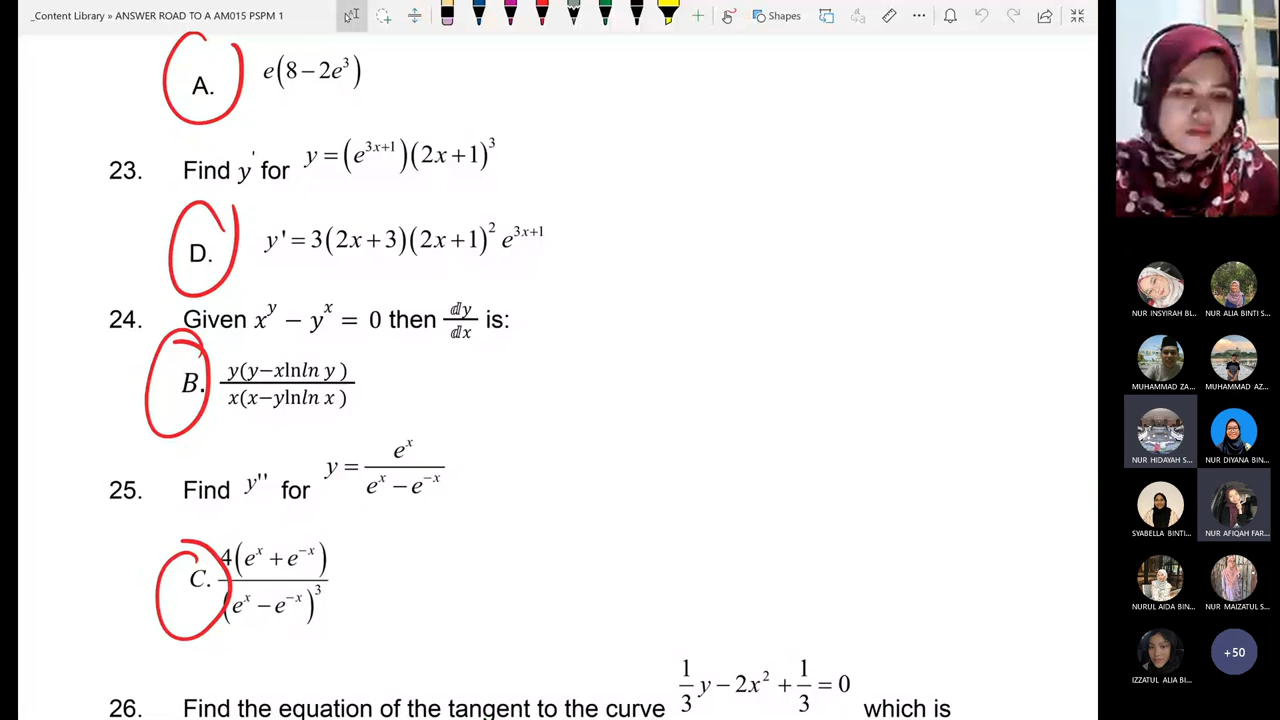 _Content Library » ANSWER ROAD TO A AM015 PSPM 1
Shapes
A. e(8−2e³)
23. Find y' for y=(e^{3x+1})(2x+1)³
D. y'=3(2x+3)(2x+1)² e^{3x+1}
24. Given x^y − y^x = 0 then ⅆy/ⅆx is:
B. y(y−xlnln y )/x(x−ylnln x )
25. Find y'' for y = e^x/(e^x − e^{−x})
C. 4(e^x + e^{−x})/(e^x − e^{−x})³
26. Find the equation of the tangent to the curve 1/3 y − 2x² + 1/3 = 0 which is
NUR INSYIRAH BI...
NUR ALIA BINTI S...
MUHAMMAD ZA...
MUHAMMAD AZ...
NUR HIDAYAH S...
NUR DIYANA BIN...
SYABELLA BINTI...
NUR AFIQAH FAR...
NURUL AIDA BIN...
NUR MAIZATUL S...
IZZATUL ALIA BI...
+50